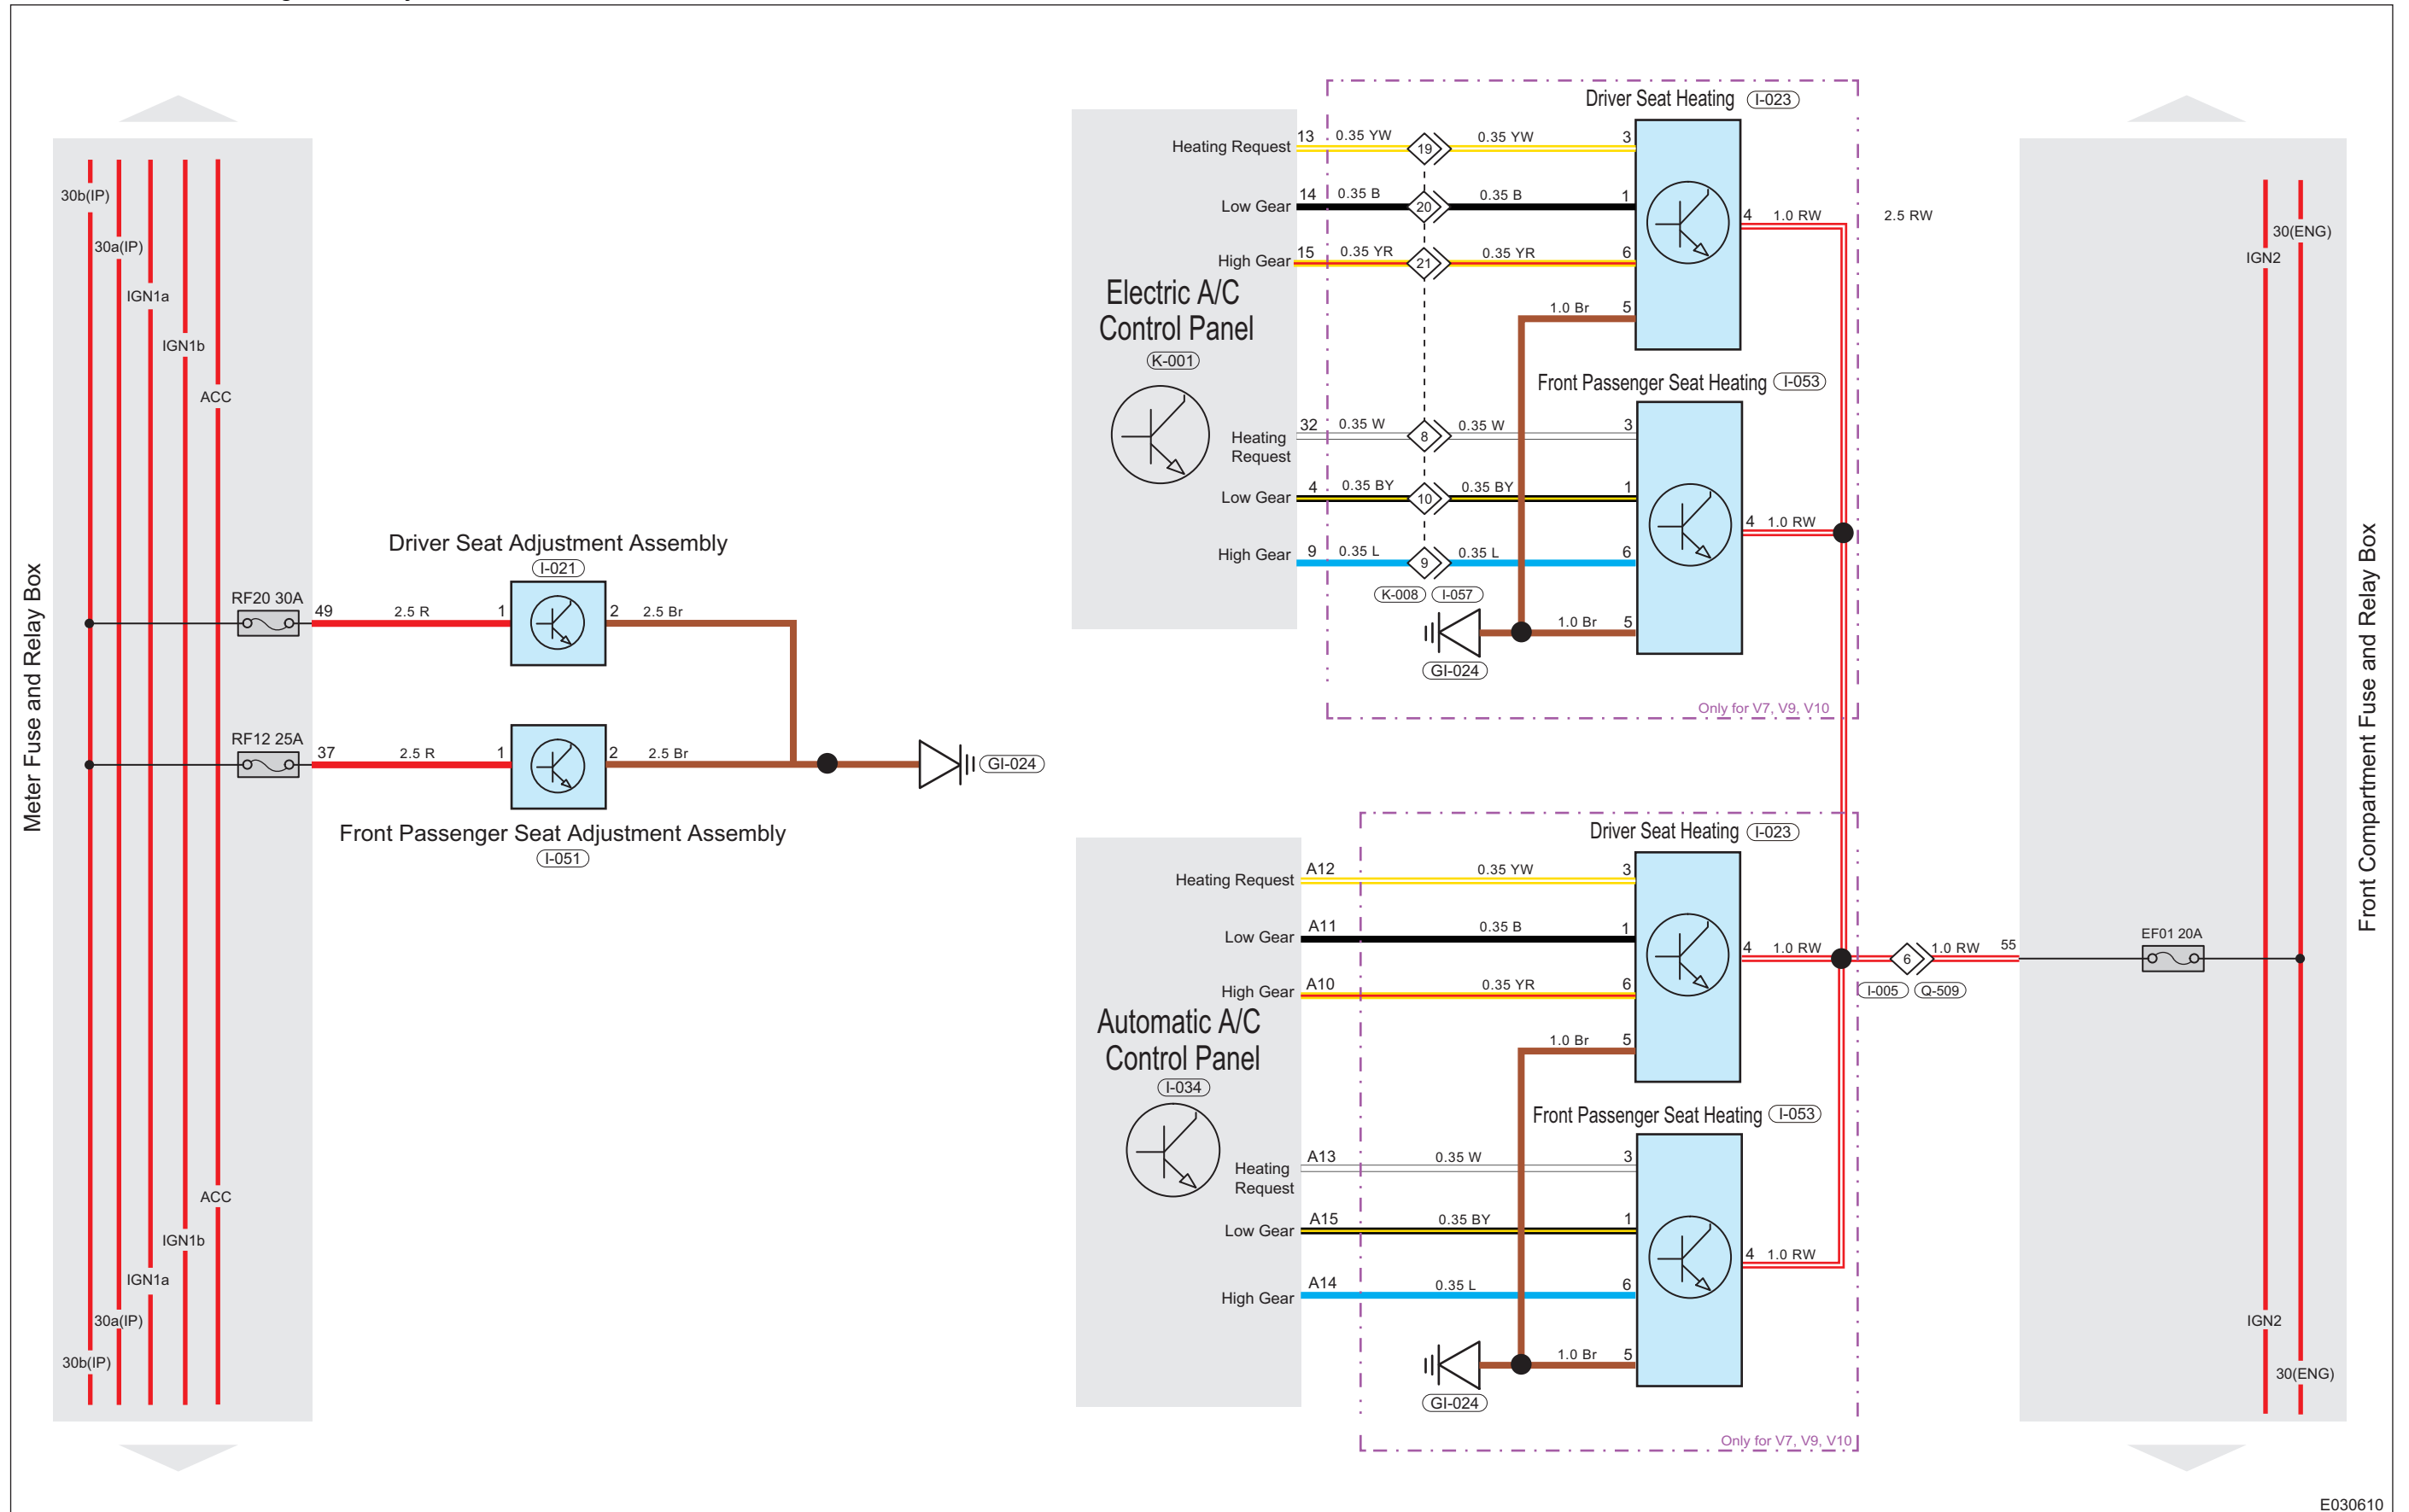 Meter Fuse and Relay Box
30b(IP)
30a(IP)
IGN1a
IGN1b
ACC
RF20 30A
49
2.5 R
1
Driver Seat Adjustment Assembly
I-021
2
2.5 Br
RF12 25A
37
2.5 R
1
2
2.5 Br
GI-024
Front Passenger Seat Adjustment Assembly
I-051
ACC
IGN1b
IGN1a
30a(IP)
30b(IP)
Driver Seat Heating I-023
Heating Request 13 0.35 YW 19 0.35 YW 3
Low Gear 14 0.35 B 20 0.35 B 1
4 1.0 RW 2.5 RW
High Gear 15 0.35 YR 21 0.35 YR 6
Electric A/C
Control Panel
K-001
1.0 Br 5
Front Passenger Seat Heating I-053
Heating
Request
32 0.35 W 8 0.35 W 3
Low Gear 4 0.35 BY 10 0.35 BY 1
4 1.0 RW
High Gear 9 0.35 L 9 0.35 L 6
K-008 I-057
1.0 Br 5
GI-024
Only for V7, V9, V10
Driver Seat Heating I-023
Heating Request A12 0.35 YW 3
Low Gear A11 0.35 B 1
4 1.0 RW 6 1.0 RW 55
I-005 Q-509
High Gear A10 0.35 YR 6
Automatic A/C
Control Panel
I-034
1.0 Br 5
Front Passenger Seat Heating I-053
Heating
Request
A13 0.35 W 3
Low Gear A15 0.35 BY 1
4 1.0 RW
High Gear A14 0.35 L 6
1.0 Br 5
GI-024
Only for V7, V9, V10
30(ENG)
IGN2
EF01 20A
IGN2
30(ENG)
Front Compartment Fuse and Relay Box
E030610